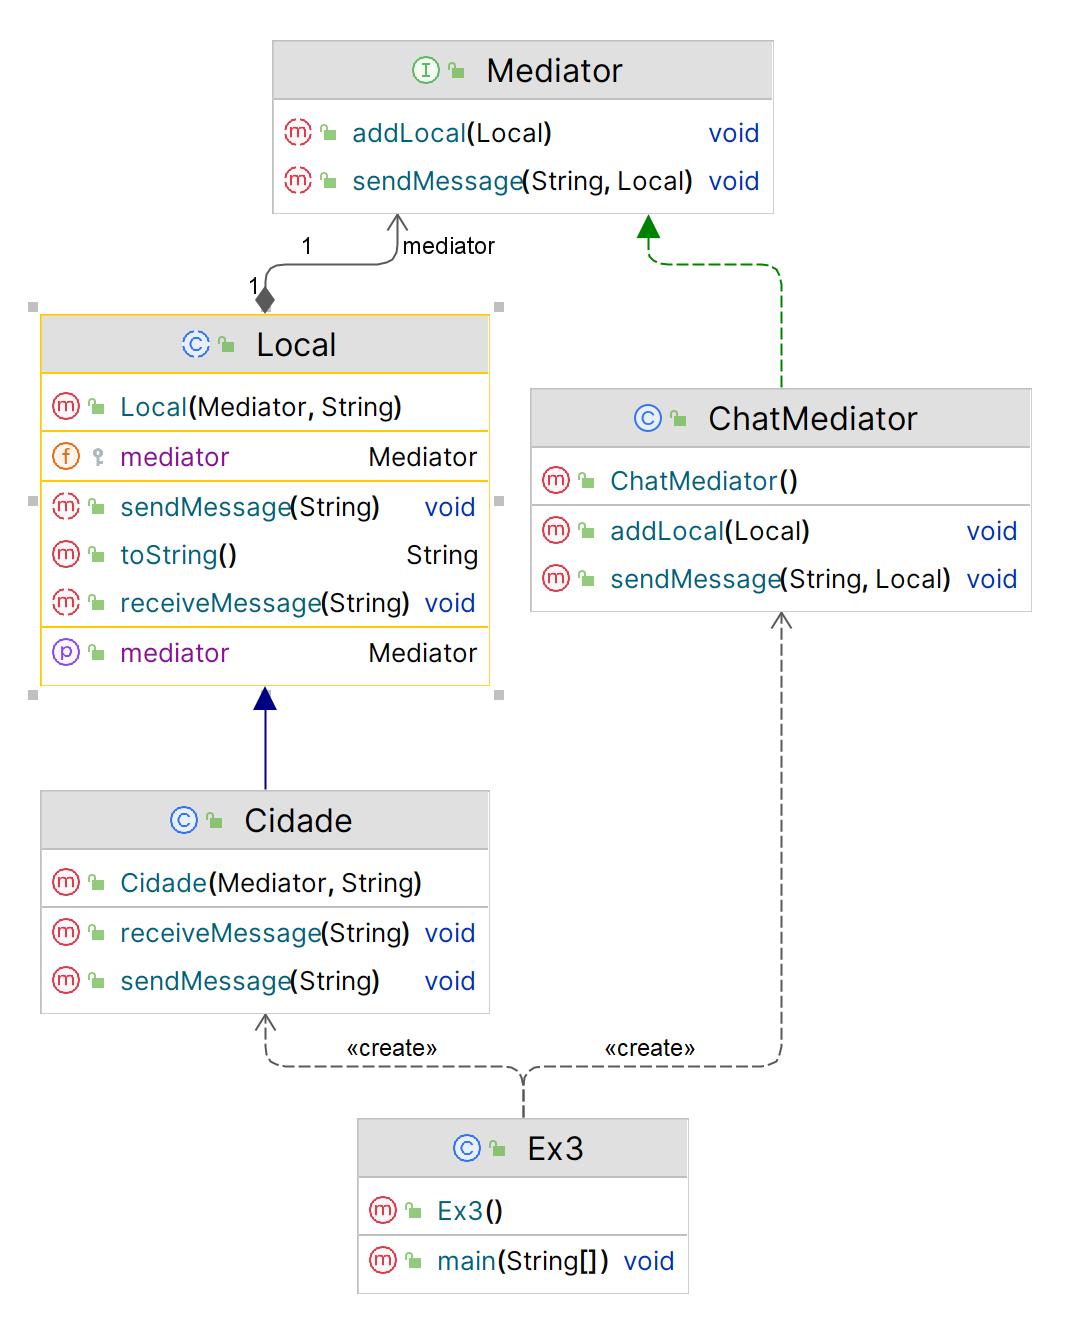 Mediator
addLocal(Local) void
sendMessage(String, Local) void
1 mediator
1
Local
Local(Mediator, String)
mediator Mediator
sendMessage(String) void
toString() String
receiveMessage(String) void
mediator Mediator
ChatMediator
ChatMediator()
addLocal(Local) void
sendMessage(String, Local) void
Cidade
Cidade(Mediator, String)
receiveMessage(String) void
sendMessage(String) void
«create» «create»
Ex3
Ex3()
main(String[]) void